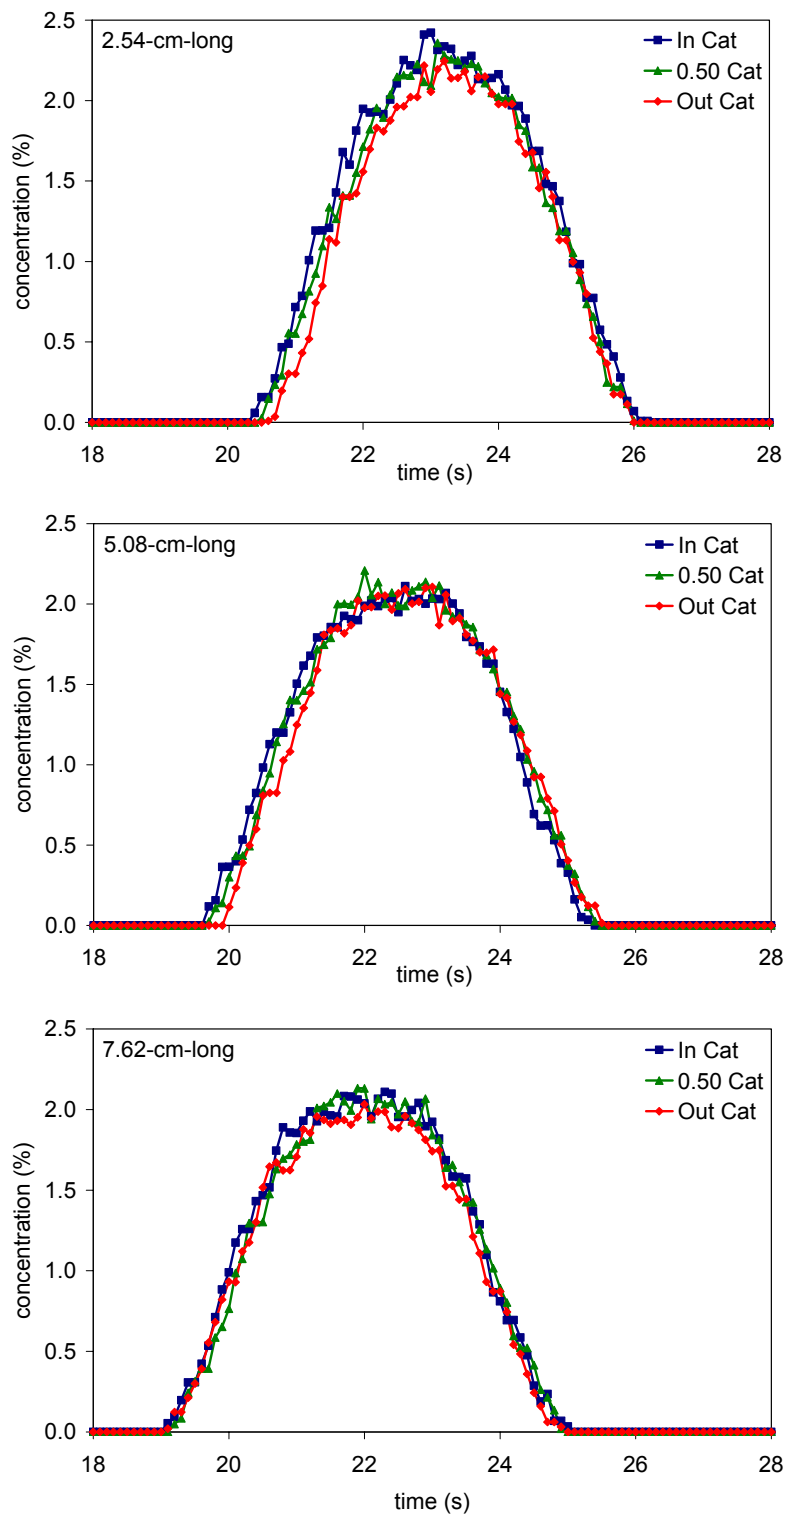 2.54-cm-long
In Cat
0.50 Cat
Out Cat
concentration (%)
2.5
2.0
1.5
1.0
0.5
0.0
18 20 22 24 26 28
time (s)
5.08-cm-long
In Cat
0.50 Cat
Out Cat
concentration (%)
2.5
2.0
1.5
1.0
0.5
0.0
18 20 22 24 26 28
time (s)
7.62-cm-long
In Cat
0.50 Cat
Out Cat
concentration (%)
2.5
2.0
1.5
1.0
0.5
0.0
18 20 22 24 26 28
time (s)